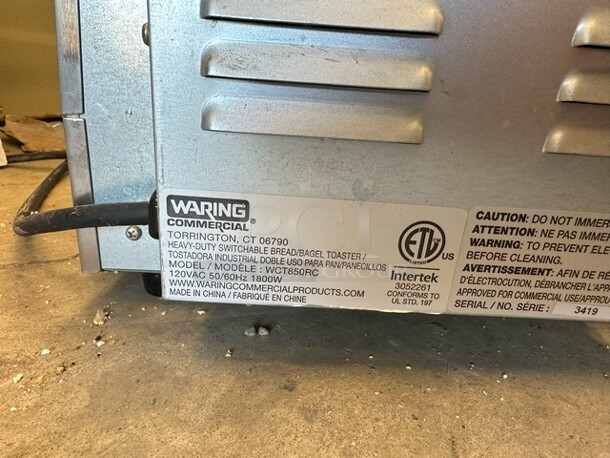 WARING
COMMERCIAL®
TORRINGTON, CT 06790
HEAVY-DUTY SWITCHABLE BREAD/BAGEL TOASTER /
TOSTADORA INDUSTRIAL DOBLE USO PARA PAN/PANECILLOS
MODEL / MODÈLE : WCT850RC
120VAC 50/60Hz 1800W
WWW.WARINGCOMMERCIALPRODUCTS.COM
MADE IN CHINA / FABRIQUÉ EN CHINE
ETL
LISTED
US
Intertek
3052261
CONFORMS TO
UL STD. 197
CAUTION: DO NOT IMMERS
ATTENTION: NE PAS IMMER
WARNING: TO PREVENT ELE
BEFORE CLEANING.
AVERTISSEMENT: AFIN DE R
D'ÉLECTROCUTION, DÉBRANCHER L'APP
APPROVED FOR COMMERCIAL USE/APPROU
SERIAL / NO. SÉRIE : 3419